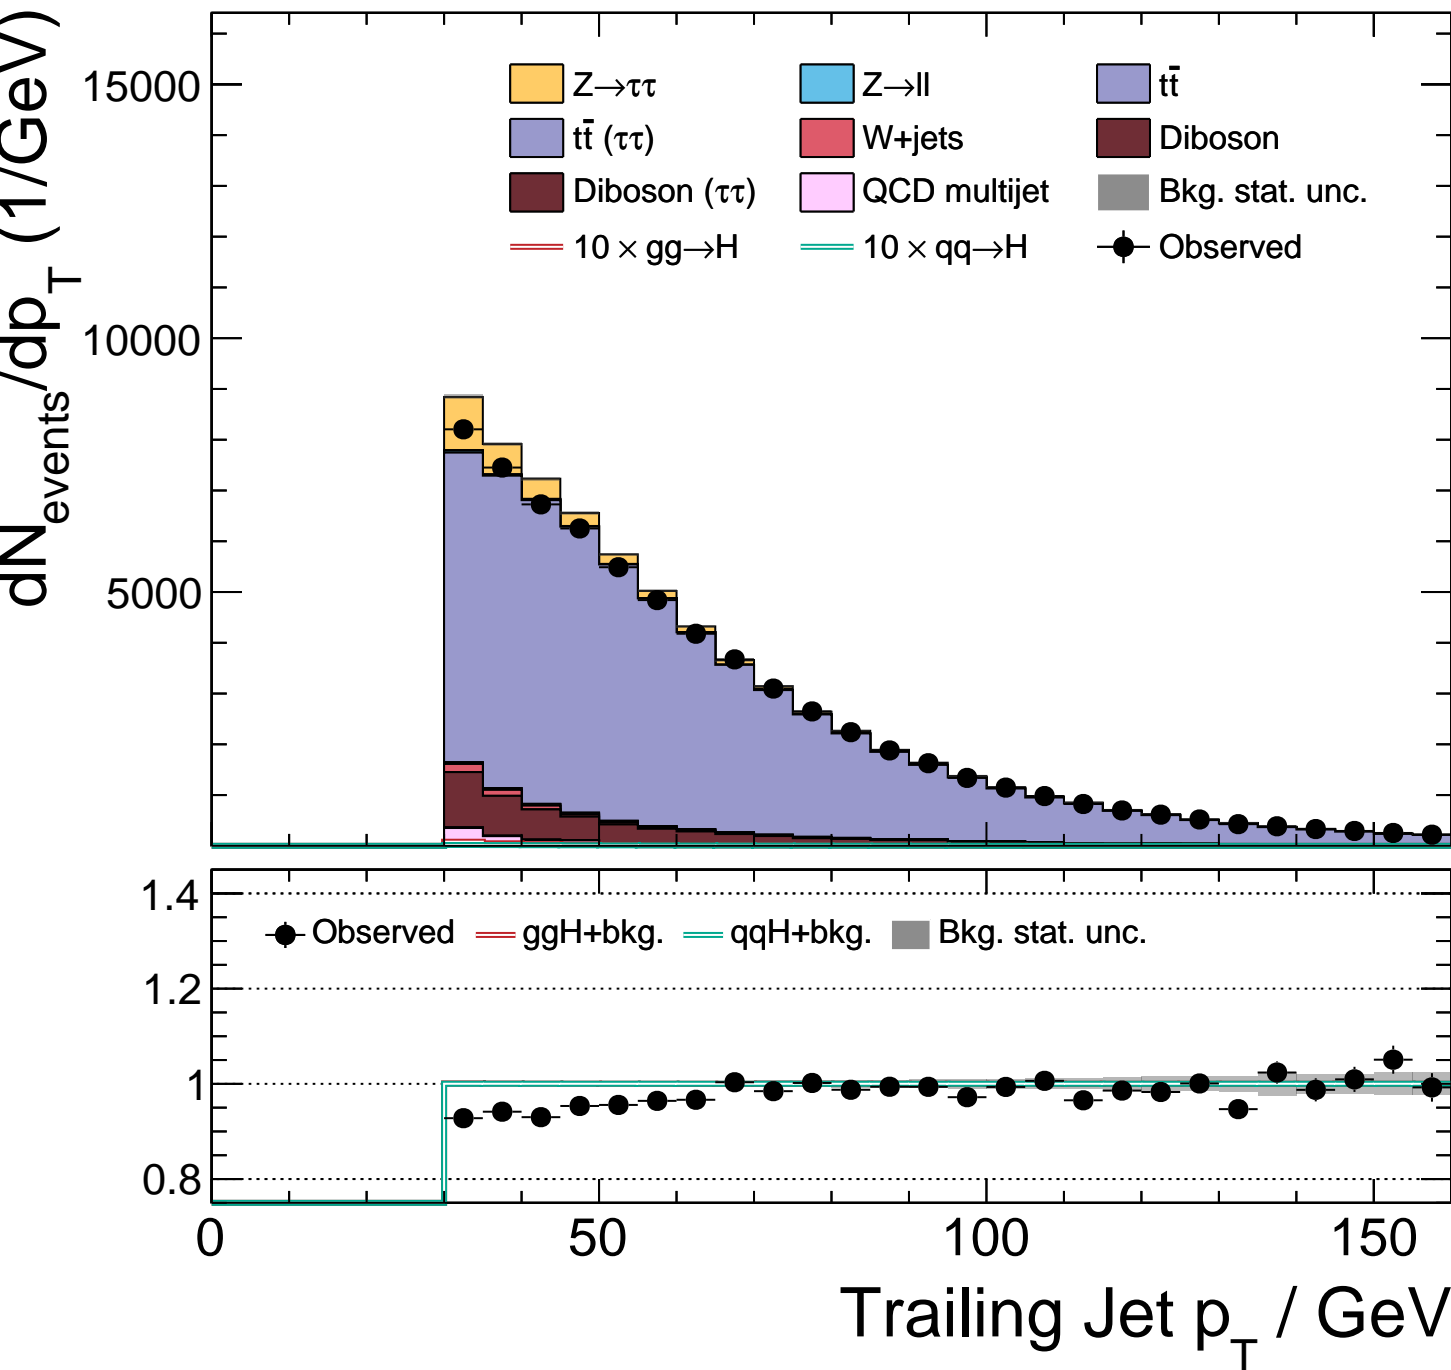 dN_events/dp_T (1/GeV)
15000
10000
5000
Z→ττ Z→ll tt̄
tt̄ (ττ) W+jets Diboson
Diboson (ττ) QCD multijet Bkg. stat. unc.
10 × gg→H 10 × qq→H Observed
1.4
1.2
1
0.8
Observed ggH+bkg. qqH+bkg. Bkg. stat. unc.
0 50 100 150
Trailing Jet p_T / GeV